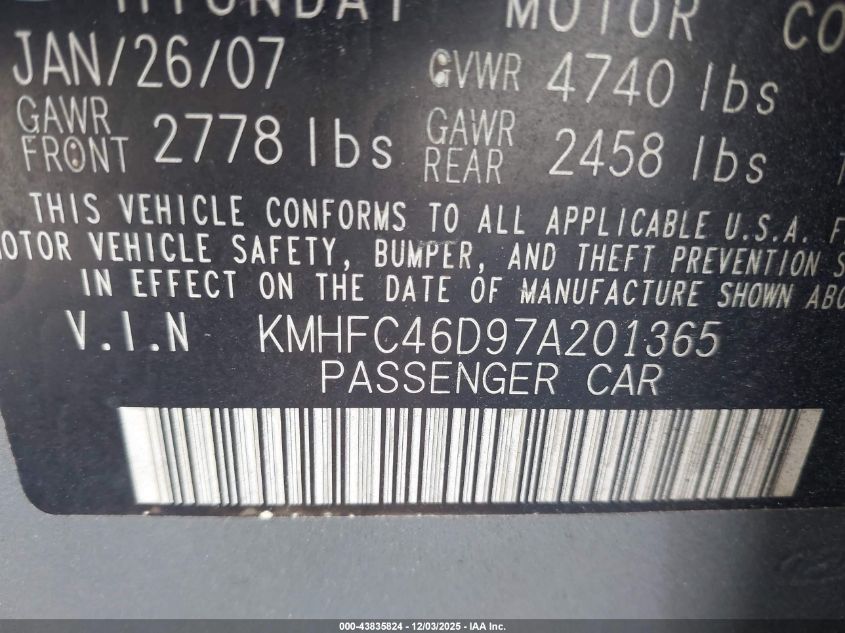 HYUNDAI MOTOR CO
JAN/26/07 GVWR 4740 lbs
GAWR FRONT 2778 lbs GAWR REAR 2458 lbs
THIS VEHICLE CONFORMS TO ALL APPLICABLE U.S.A. F
MOTOR VEHICLE SAFETY, BUMPER, AND THEFT PREVENTION S
IN EFFECT ON THE DATE OF MANUFACTURE SHOWN ABO
V.I.N KMHFC46D97A201365
PASSENGER CAR
000-43835824 - 12/03/2025 - IAA Inc.